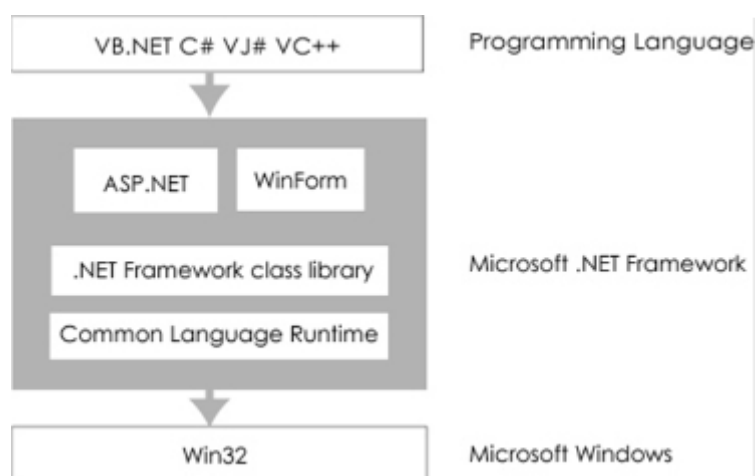 VB.NET C# VJ# VC++
Programming Language
ASP.NET
WinForm
.NET Framework class library
Microsoft .NET Framework
Common Language Runtime
Win32
Microsoft Windows